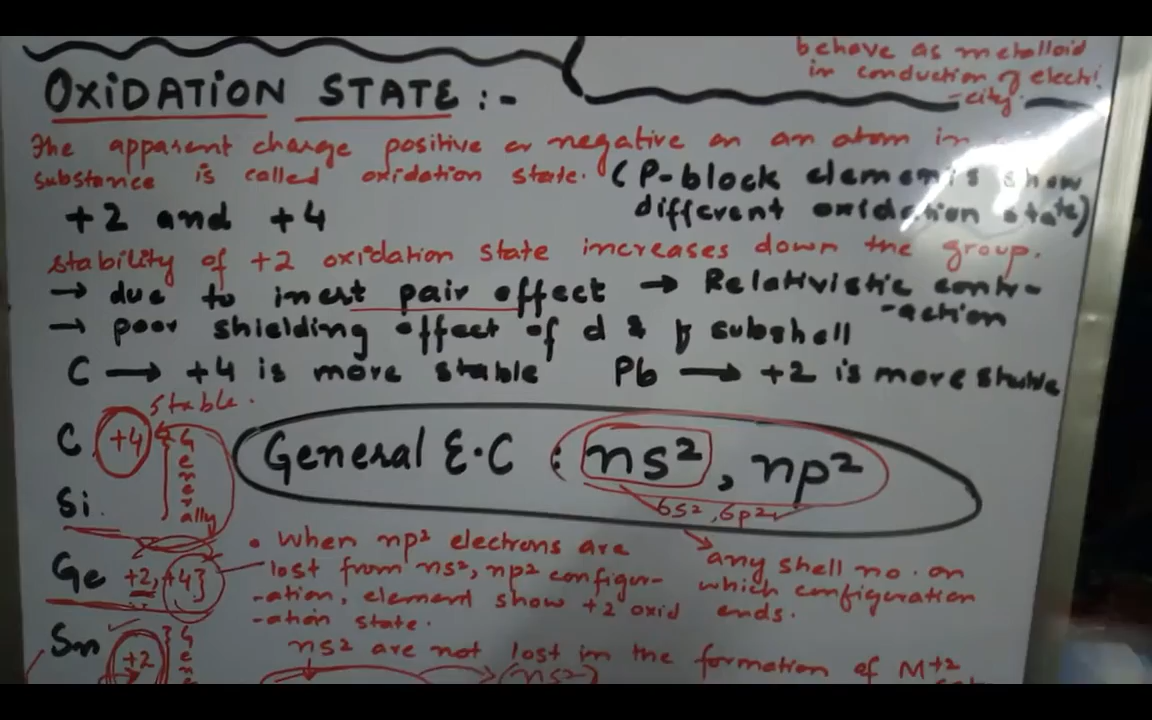 behave as metalloid
in conduction of electri
-city.
OXiDATION STATE :-
The apparent charge positive or negative on an atom in
substance is called oxidation state. (P-block elements show
different oxidation state)
+2 and +4
stability of +2 oxidation state increases down the group.
→ due to inert pair effect → Relativistic contr-
-action
→ poor shielding effect of d & f subshell
C → +4 is more stable Pb → +2 is more stable
stable.
C +4 Generally
Si
General E.C : ns², np²
6s², 6p²
Ge +2, +4}
• when np² electrons are
lost from ns², np² configur-
-ation, element show +2 oxid
-ation state.
any shell no. on
which configuration
ends.
Sn +2 Gene
ns² are not lost in the formation of M+2
(ns²)